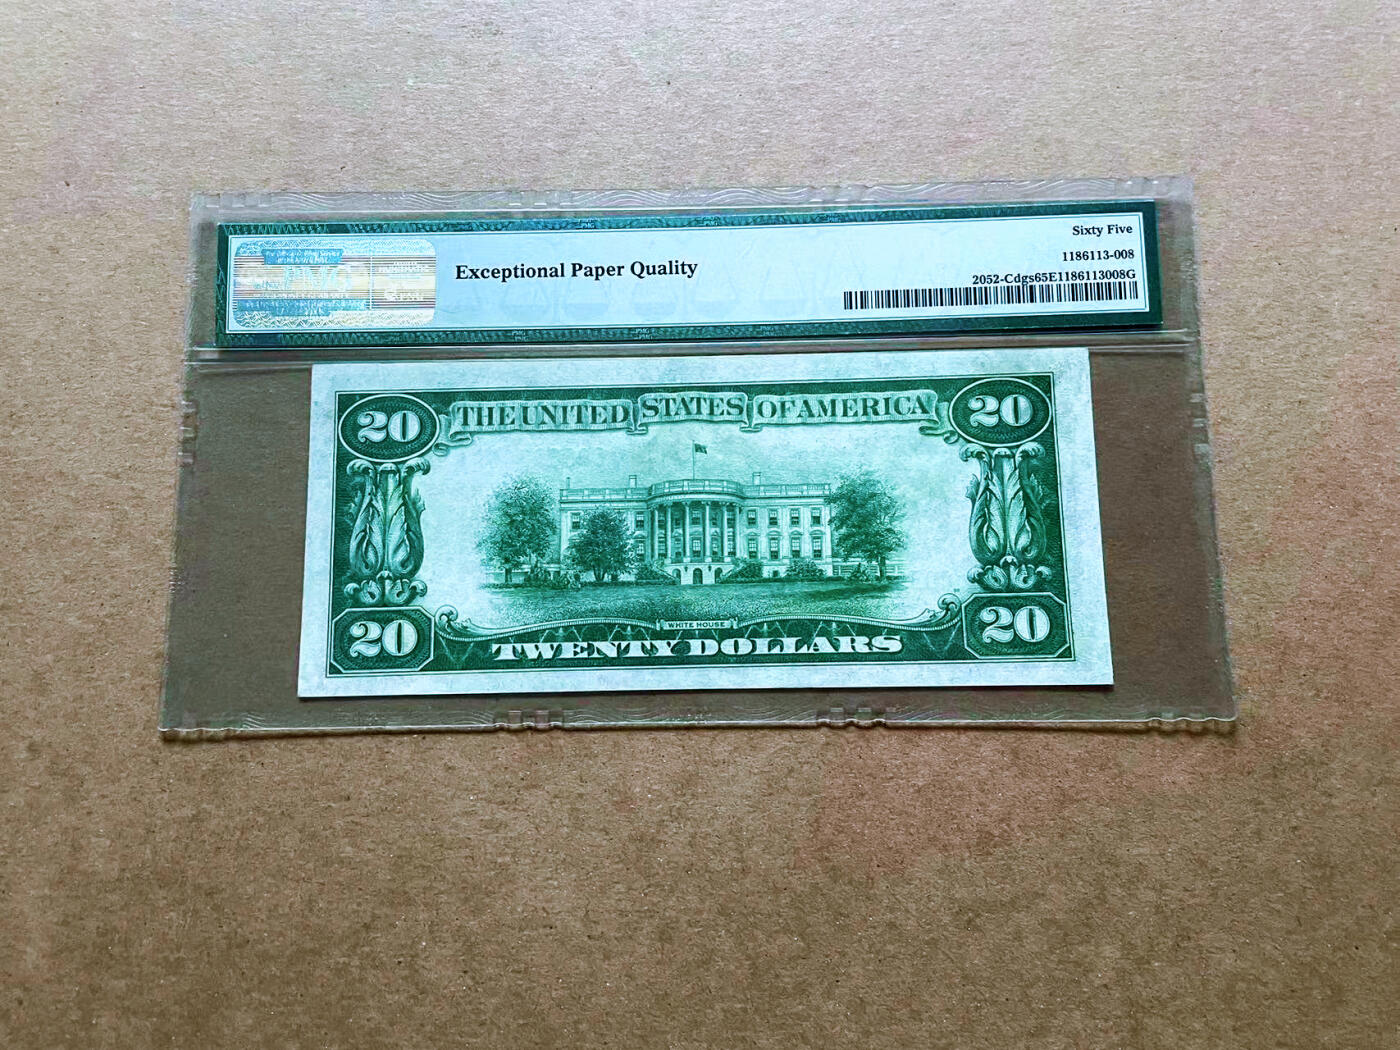 Sixty Five
Exceptional Paper Quality
1186113-008
2052-Cdgs65E1186113008G
PMG
20 THE UNITED STATES OF AMERICA 20
WHITE HOUSE
20 TWENTY DOLLARS 20